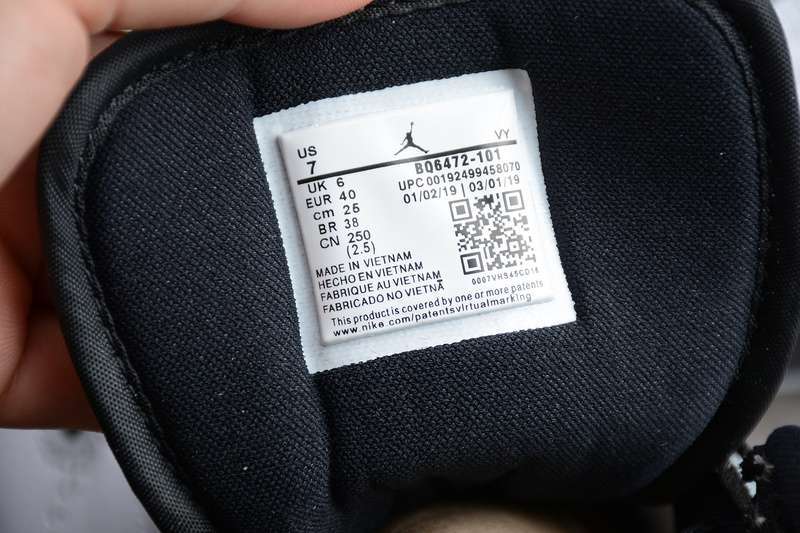 US
7
VY
BQ6472-101
UK 6
EUR 40
cm 25
BR 38
CN 250
(2.5)
UPC 00192499458070
01/02/19 | 03/01/19
0067VHS45CD16
MADE IN VIETNAM
HECHO EN VIETNAM
FABRIQUE AU VIETNAM
FABRICADO NO VIETNÃ
This product is covered by one or more patents
www.nike.com/patentsvirtualmarking